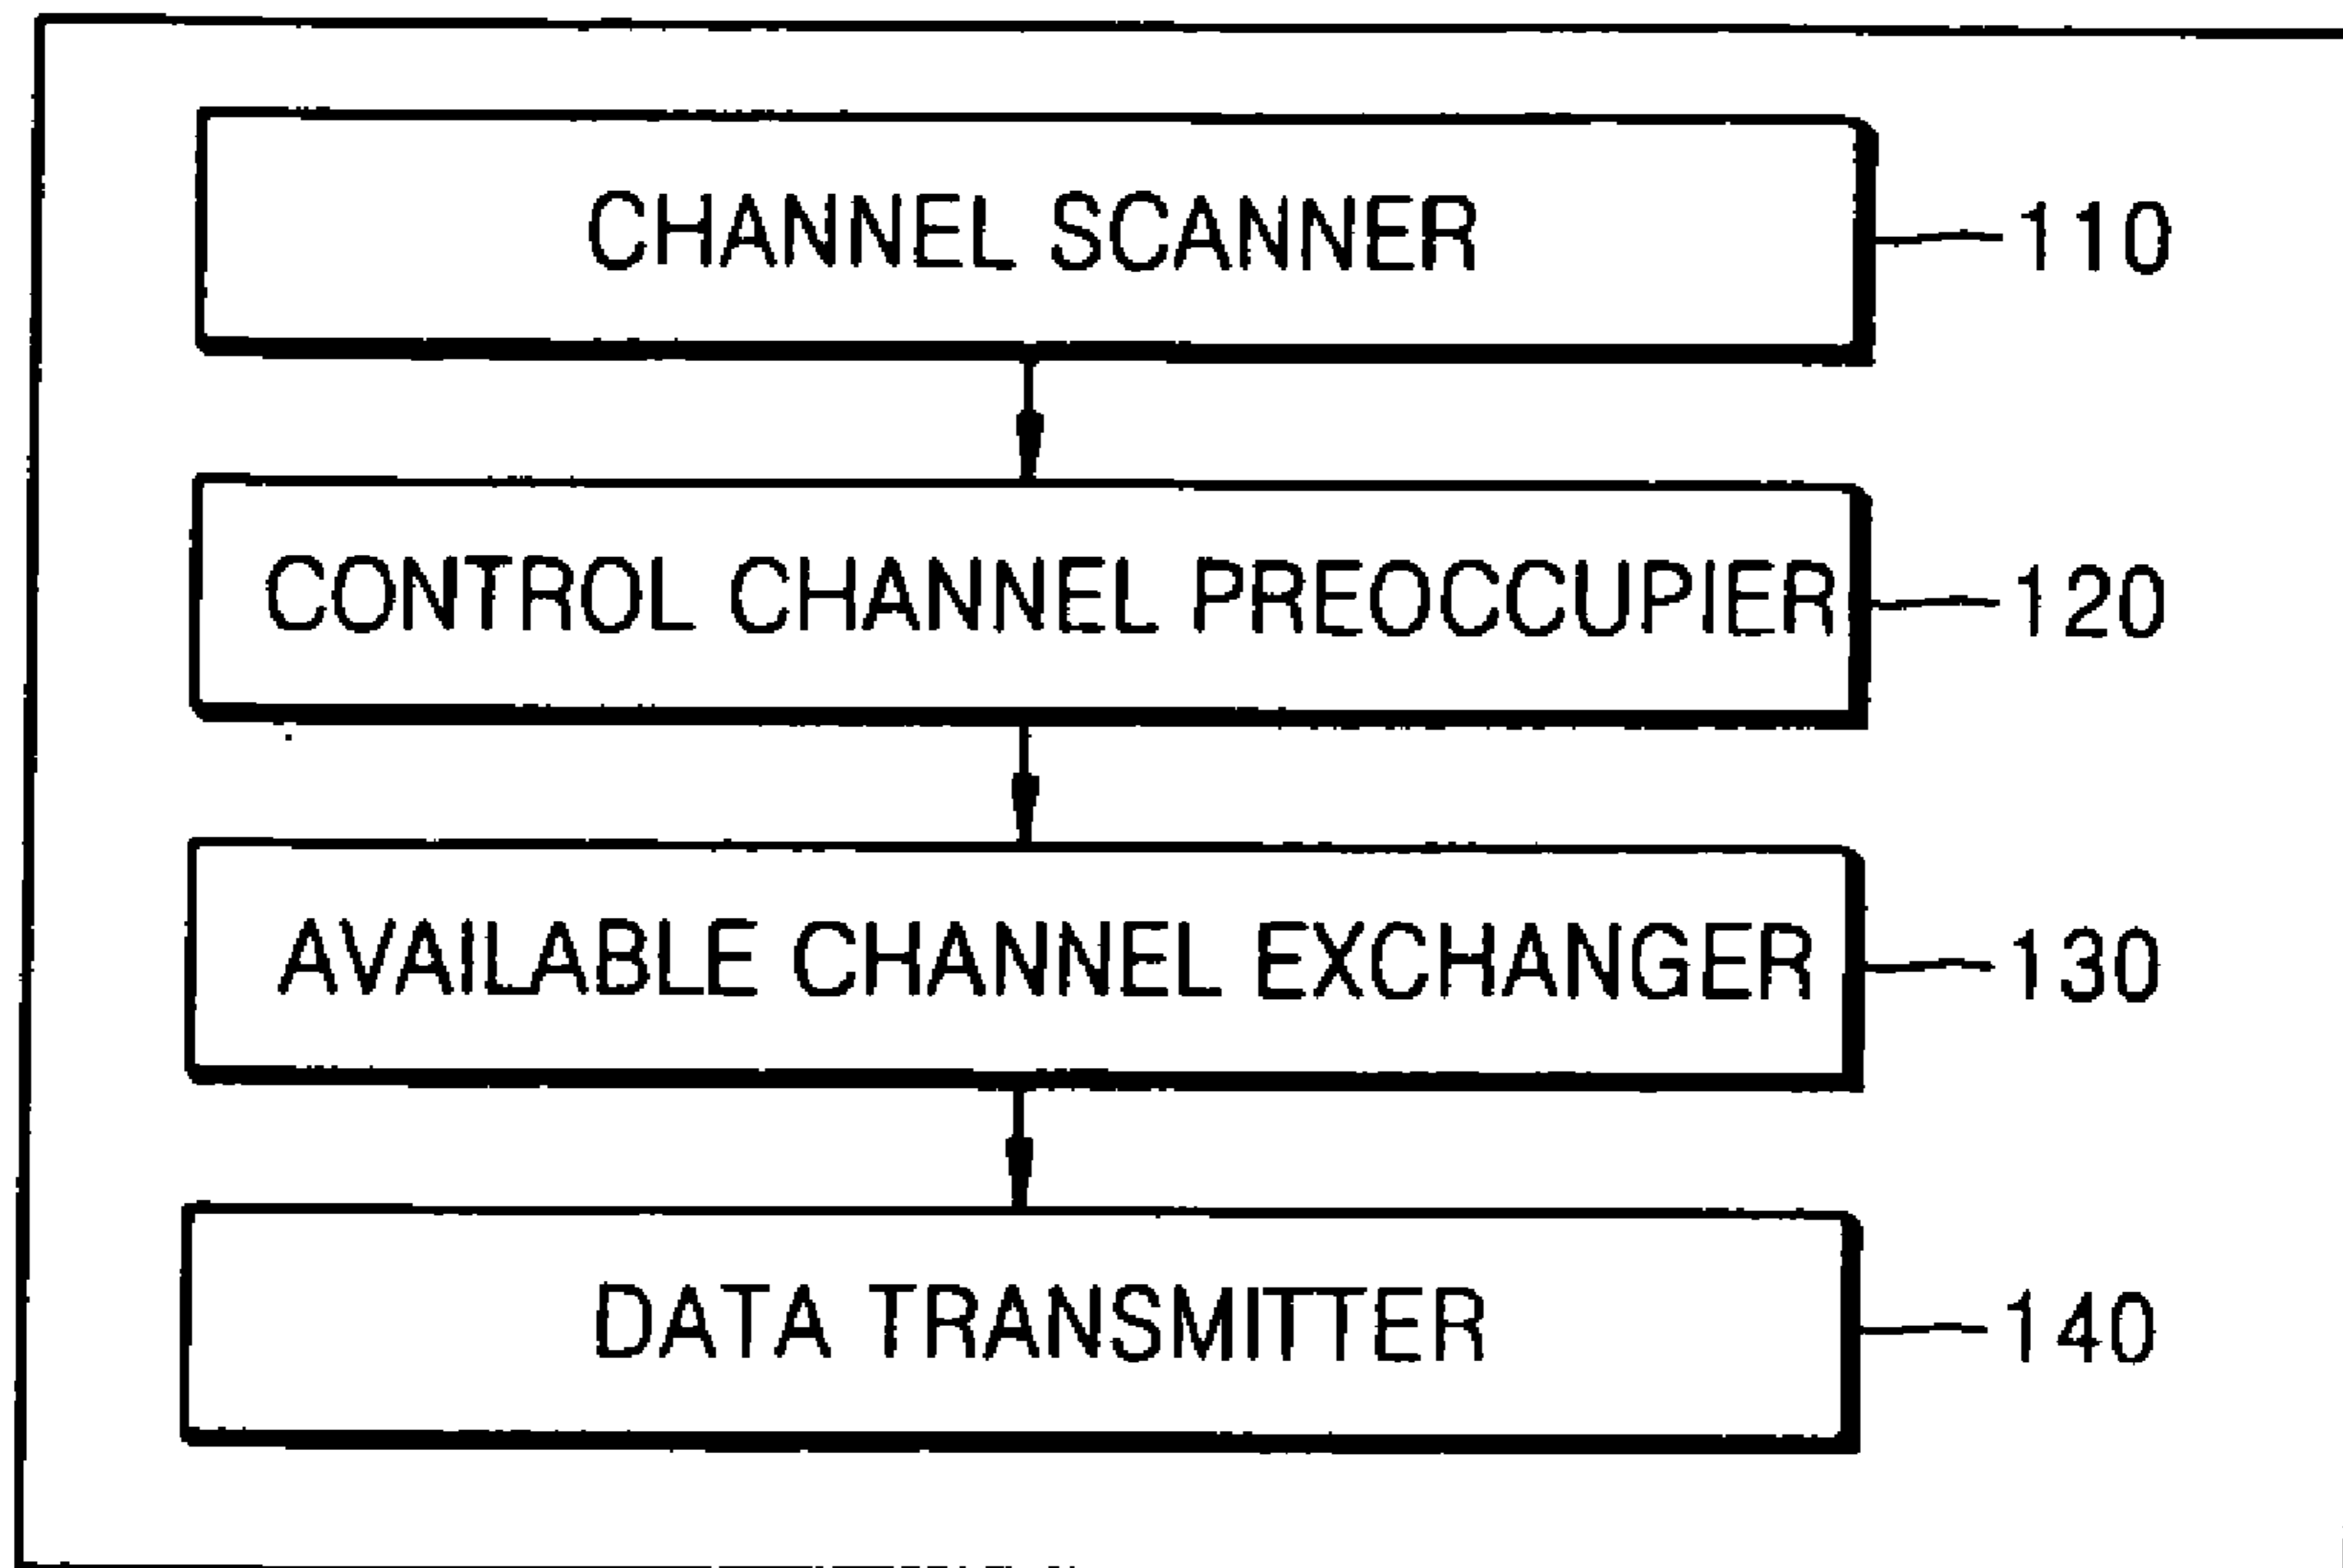 CHANNEL SCANNER 110
CONTROL CHANNEL PREOCCUPIER 120
AVAILABLE CHANNEL EXCHANGER 130
DATA TRANSMITTER 140